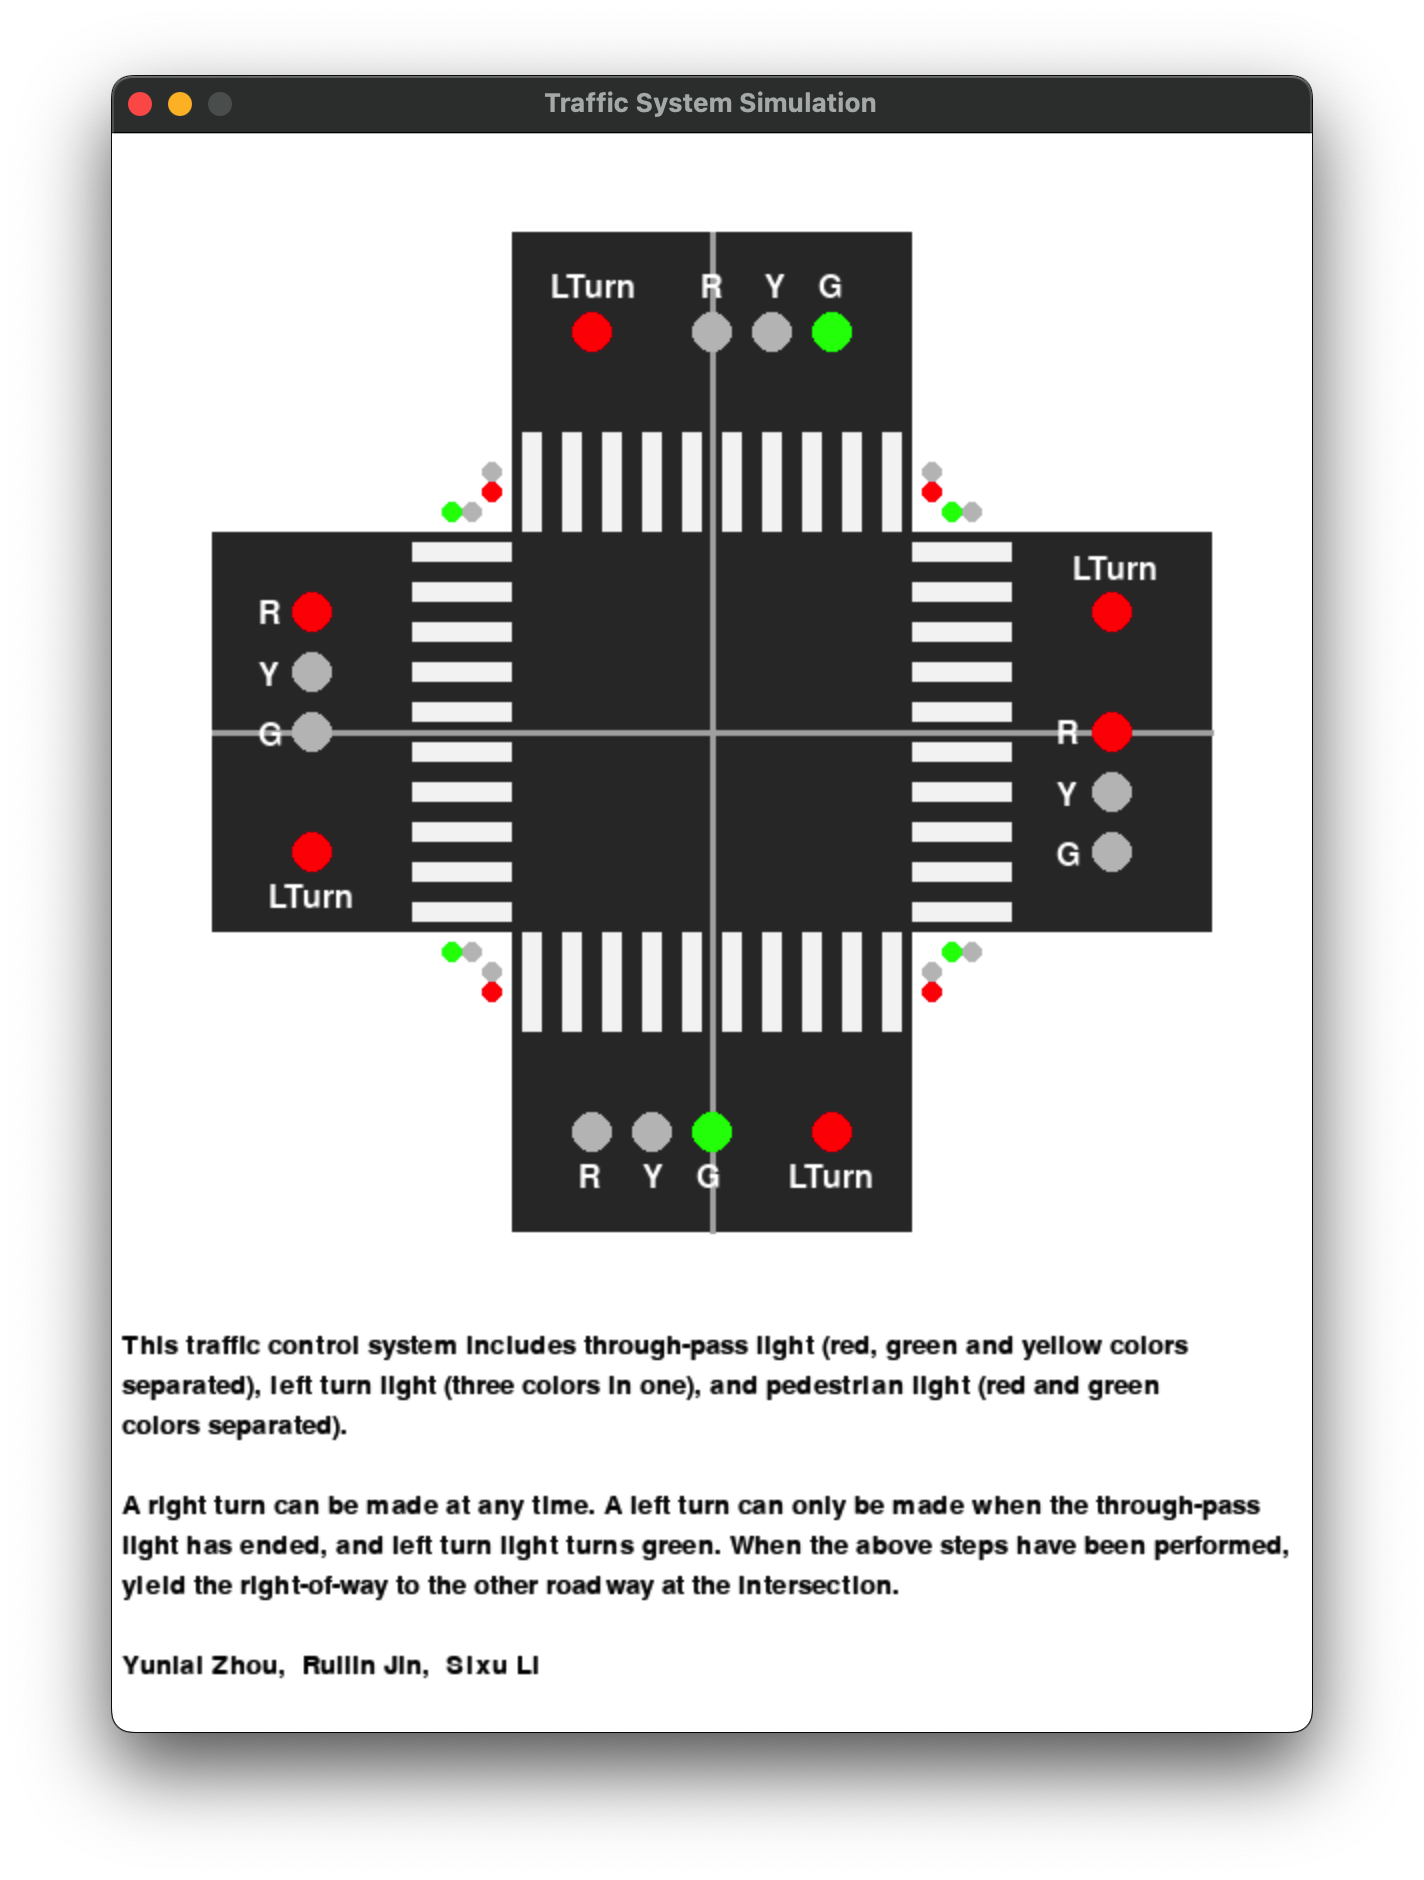 Traffic System Simulation
LTurn R Y G
LTurn
R
Y
G
LTurn
R
Y
G
LTurn
R Y G LTurn
This traffic control system includes through-pass light (red, green and yellow colors
separated), left turn light (three colors in one), and pedestrian light (red and green
colors separated).
A right turn can be made at any time. A left turn can only be made when the through-pass
light has ended, and left turn light turns green. When the above steps have been performed,
yield the right-of-way to the other roadway at the intersection.
Yunlai Zhou, Ruilin Jin, Sixu Li